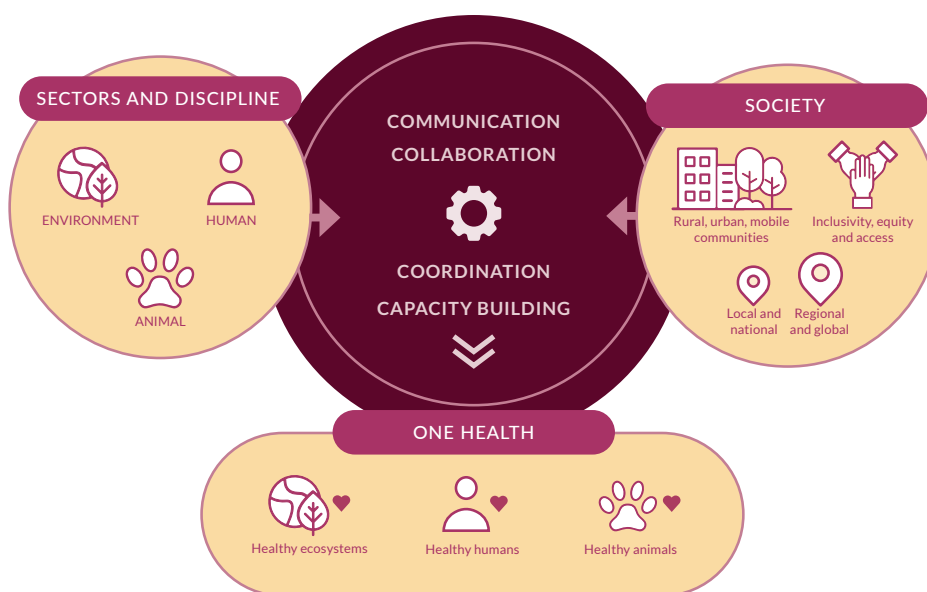 SECTORS AND DISCIPLINE
ENVIRONMENT
HUMAN
ANIMAL
COMMUNICATION
COLLABORATION
COORDINATION
CAPACITY BUILDING
SOCIETY
Rural, urban, mobile
communities
Inclusivity, equity
and access
Local and
national
Regional
and global
ONE HEALTH
Healthy ecosystems
Healthy humans
Healthy animals